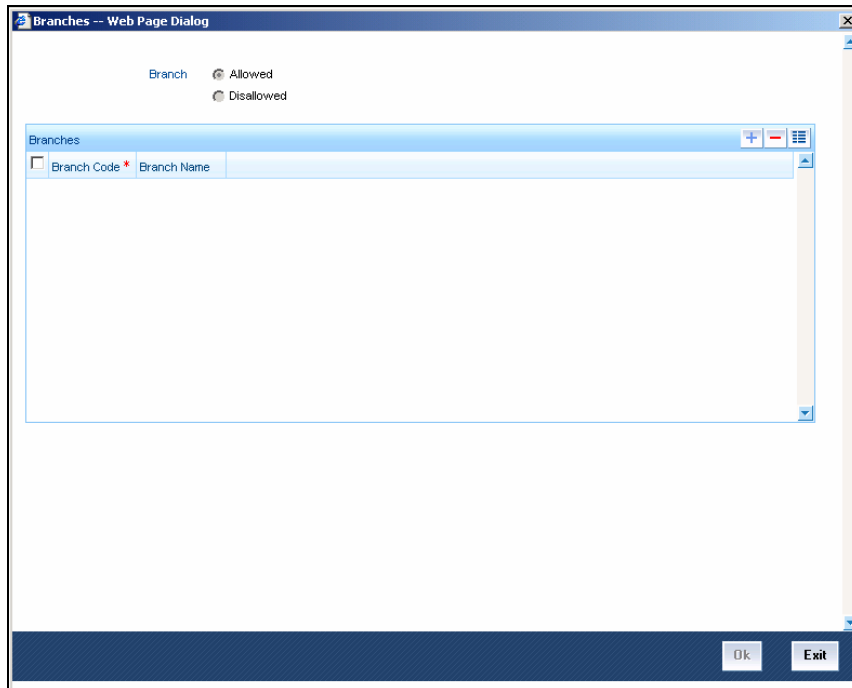 Branches -- Web Page Dialog
Branch Allowed
Disallowed
Branches
Branch Code * Branch Name
Ok Exit